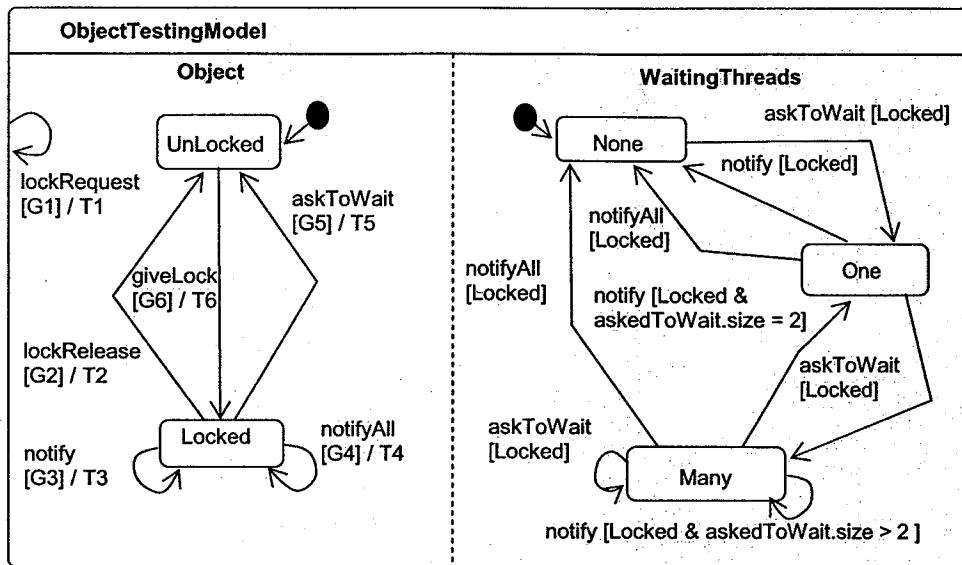 ObjectTestingModel
Object
UnLocked
lockRequest
[G1] / T1
askToWait
[G5] / T5
giveLock
[G6] / T6
lockRelease
[G2] / T2
Locked
notify
[G3] / T3
notifyAll
[G4] / T4
WaitingThreads
None
askToWait [Locked]
notify [Locked]
notifyAll
[Locked]
One
notifyAll
[Locked]
notify [Locked &
askedToWait.size = 2]
askToWait
[Locked]
askToWait
[Locked]
Many
notify [Locked & askedToWait.size > 2 ]